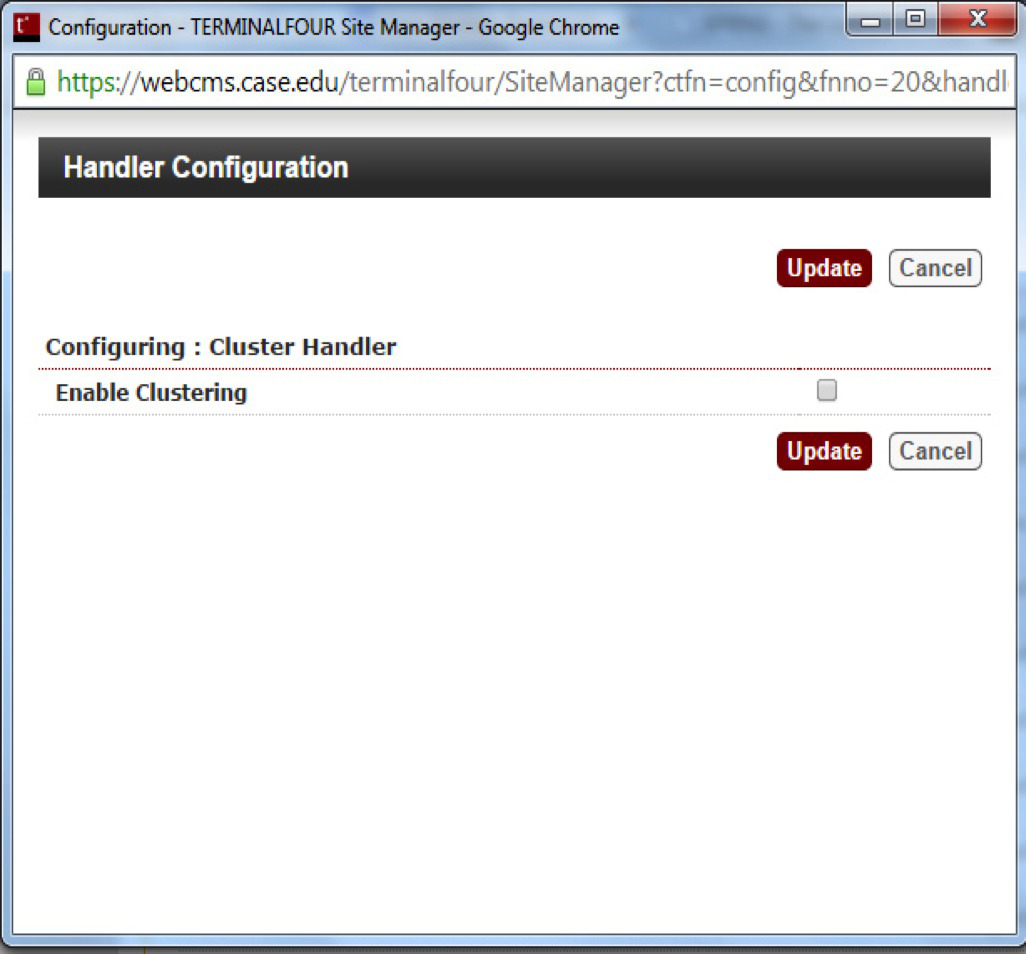 Configuration - TERMINALFOUR Site Manager - Google Chrome
https://webcms.case.edu/terminalfour/SiteManager?ctfn=config&fnno=20&handl
Handler Configuration
Update Cancel
Configuring : Cluster Handler
Enable Clustering
Update Cancel